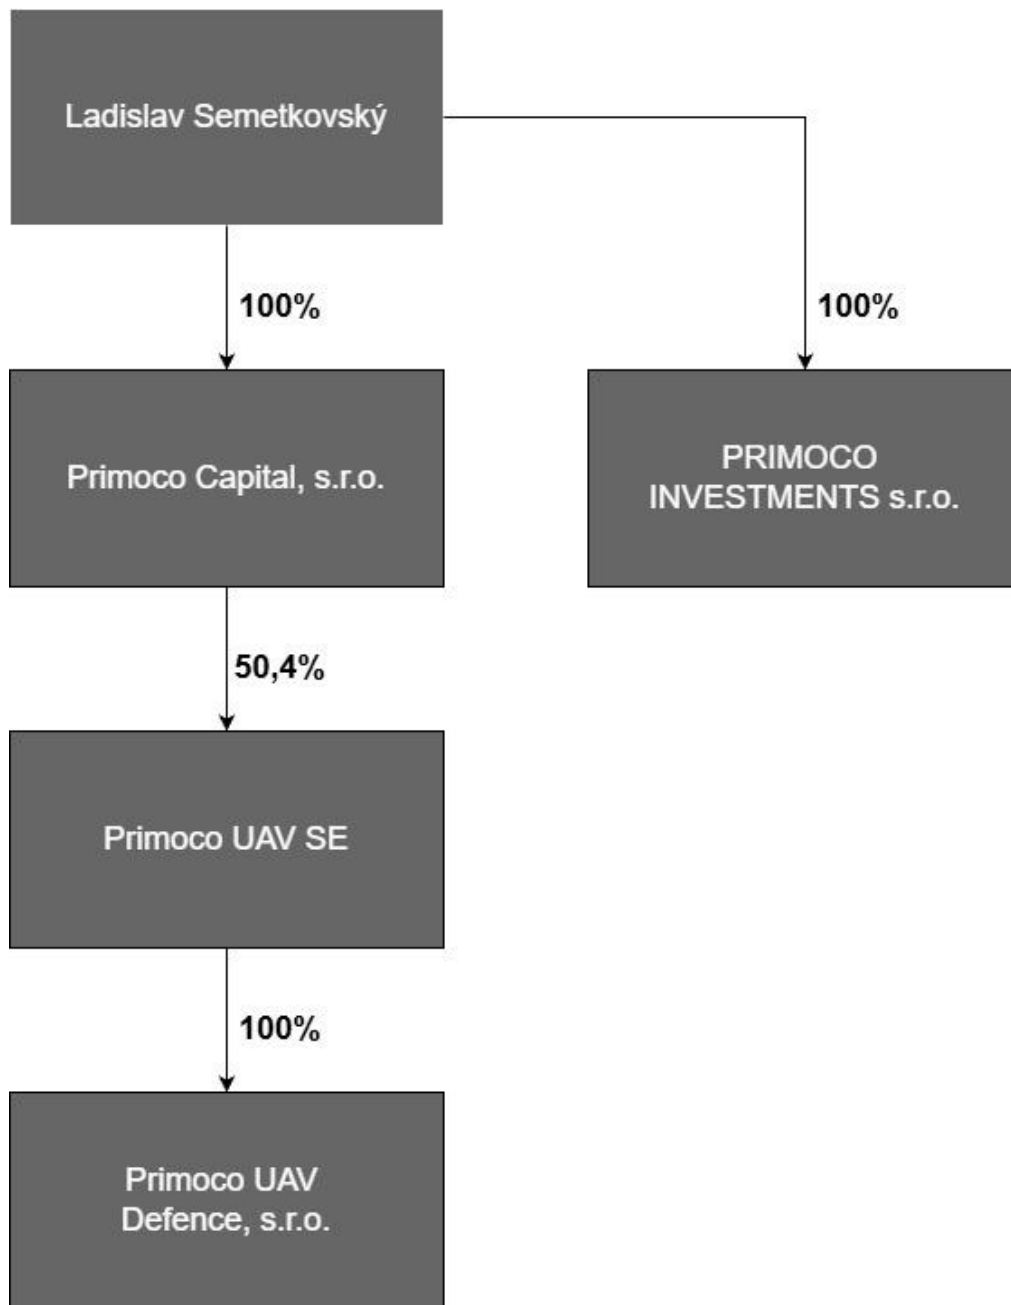 Ladislav Semetkovský
100%
100%
Primoco Capital, s.r.o.
PRIMOCO
INVESTMENTS s.r.o.
50,4%
Primoco UAV SE
100%
Primoco UAV
Defence, s.r.o.